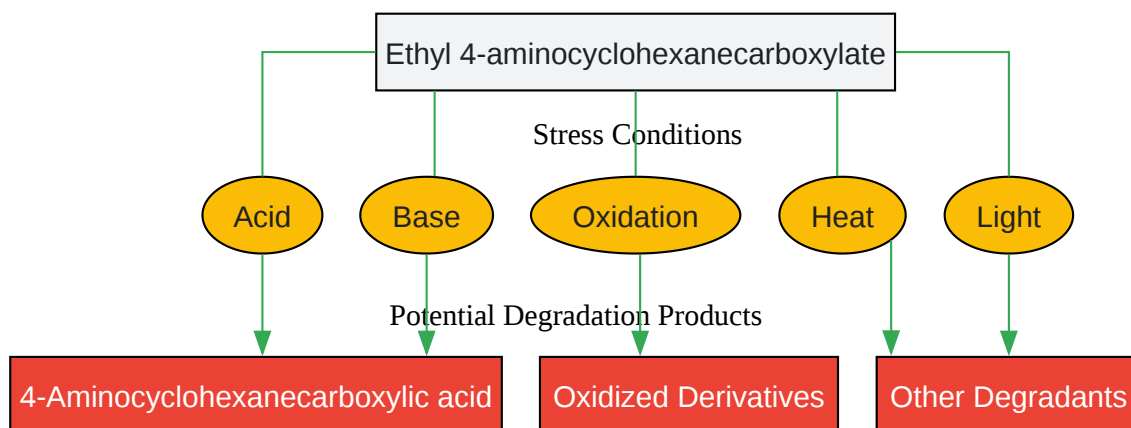 Ethyl 4-aminocyclohexanecarboxylate
Stress Conditions
Acid
Base
Oxidation
Heat
Light
Potential Degradation Products
4-Aminocyclohexanecarboxylic acid
Oxidized Derivatives
Other Degradants